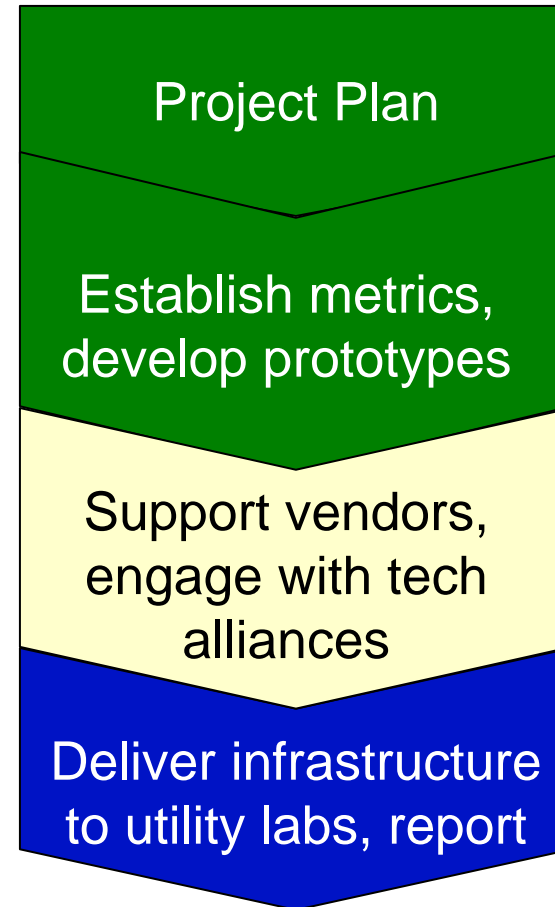 Project Plan
Establish metrics,
develop prototypes
Support vendors,
engage with tech
alliances
Deliver infrastructure
to utility labs, report